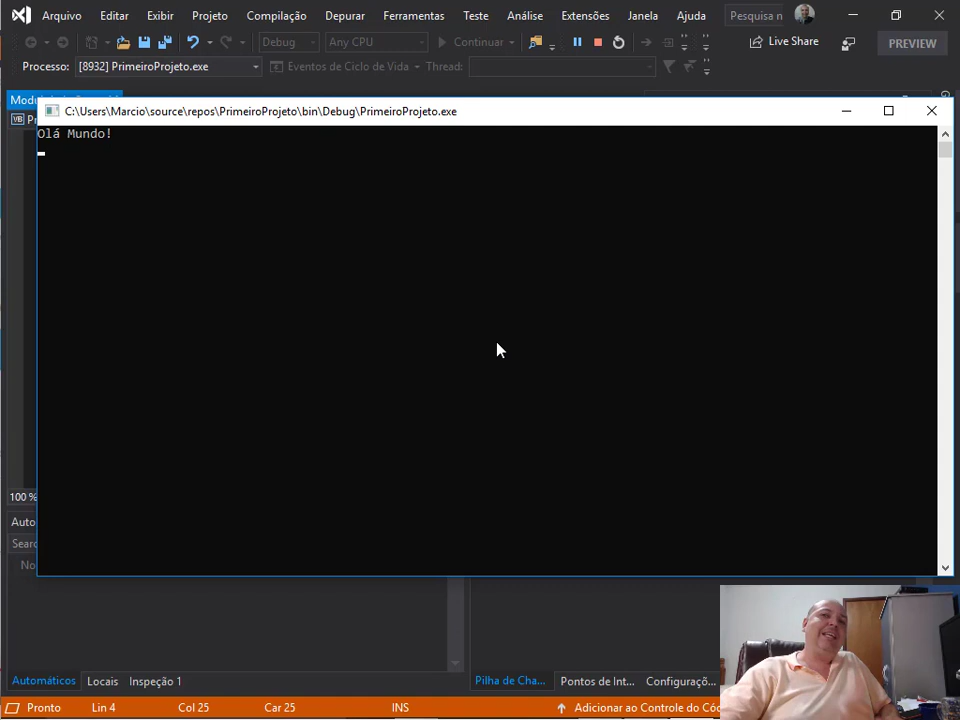 Arquivo Editar Exibir Projeto Compilação Depurar Ferramentas Teste Análise Extensões Janela Ajuda Pesquisa n
Debug Any CPU Continuar Live Share PREVIEW
Processo: [8932] PrimeiroProjeto.exe Eventos de Ciclo de Vida Thread:
C:\Users\Marcio\source\repos\PrimeiroProjeto\bin\Debug\PrimeiroProjeto.exe
Olá Mundo!
100 %
Auto
Searc
No
Automáticos Locais Inspeção 1 Pilha de Cha... Pontos de Int... Configuraçõ...
Pronto Lin 4 Col 25 Car 25 INS Adicionar ao Controle do Cód